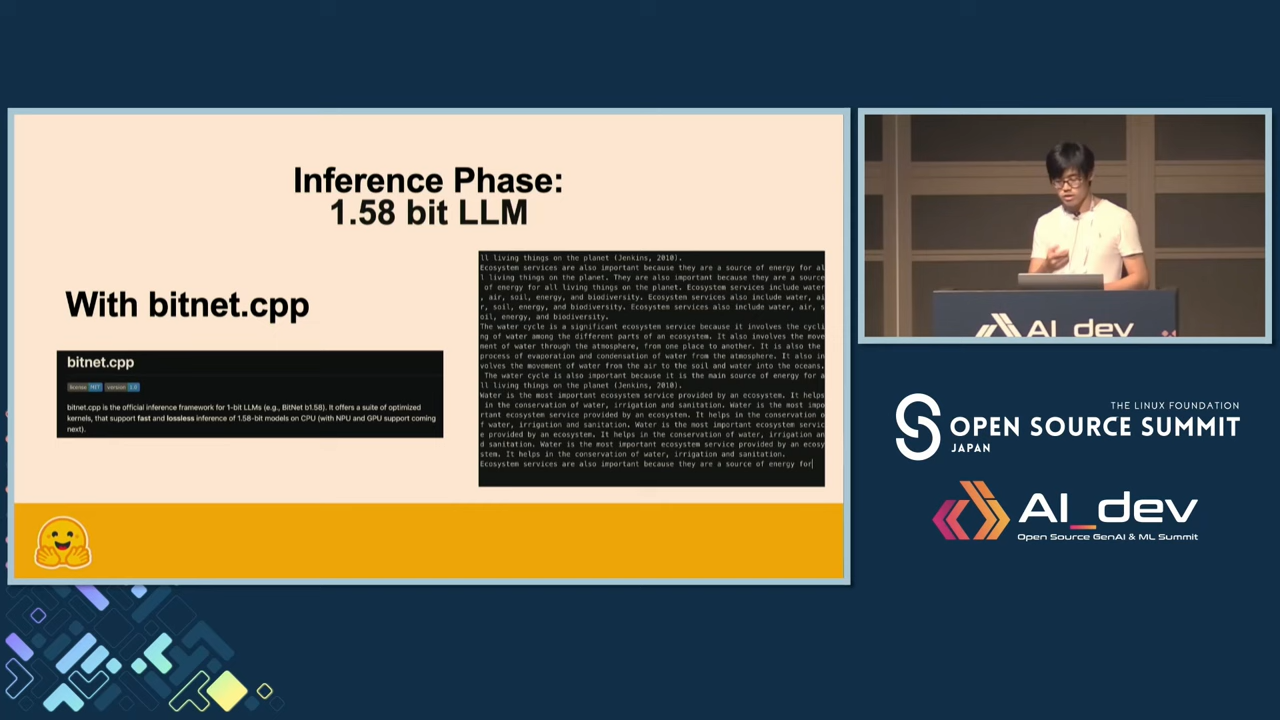 Inference Phase:
1.58 bit LLM
With bitnet.cpp
bitnet.cpp
license MIT version 1.0
bitnet.cpp is the official inference framework for 1-bit LLMs (e.g., BitNet b1.58). It offers a suite of optimized
kernels, that support fast and lossless inference of 1.58-bit models on CPU (with NPU and GPU support coming
next).
ll living things on the planet (Jenkins, 2010).
Ecosystem services are also important because they are a source of energy for al
l living things on the planet. They are also important because they are a source
of energy for all living things on the planet. Ecosystem services include water
, air, soil, energy, and biodiversity. Ecosystem services also include water, ai
r, soil, energy, and biodiversity. Ecosystem services also include water, air, s
oil, energy, and biodiversity.
The water cycle is a significant ecosystem service because it involves the cycli
ng of water among the different parts of an ecosystem. It also involves the move
ment of water through the atmosphere, from one place to another. It is also the
process of evaporation and condensation of water from the atmosphere. It also in
volves the movement of water from the air to the soil and water into the oceans.
The water cycle is also important because it is the main source of energy for a
ll living things on the planet (Jenkins, 2010).
Water is the most important ecosystem service provided by an ecosystem. It helps
in the conservation of water, irrigation and sanitation. Water is the most impo
rtant ecosystem service provided by an ecosystem. It helps in the conservation o
f water, irrigation and sanitation. Water is the most important ecosystem servic
e provided by an ecosystem. It helps in the conservation of water, irrigation an
d sanitation. Water is the most important ecosystem service provided by an ecosy
stem. It helps in the conservation of water, irrigation and sanitation.
Ecosystem services are also important because they are a source of energy for
AI_dev
THE LINUX FOUNDATION
OPEN SOURCE SUMMIT
JAPAN
AI_dev
Open Source GenAI & ML Summit